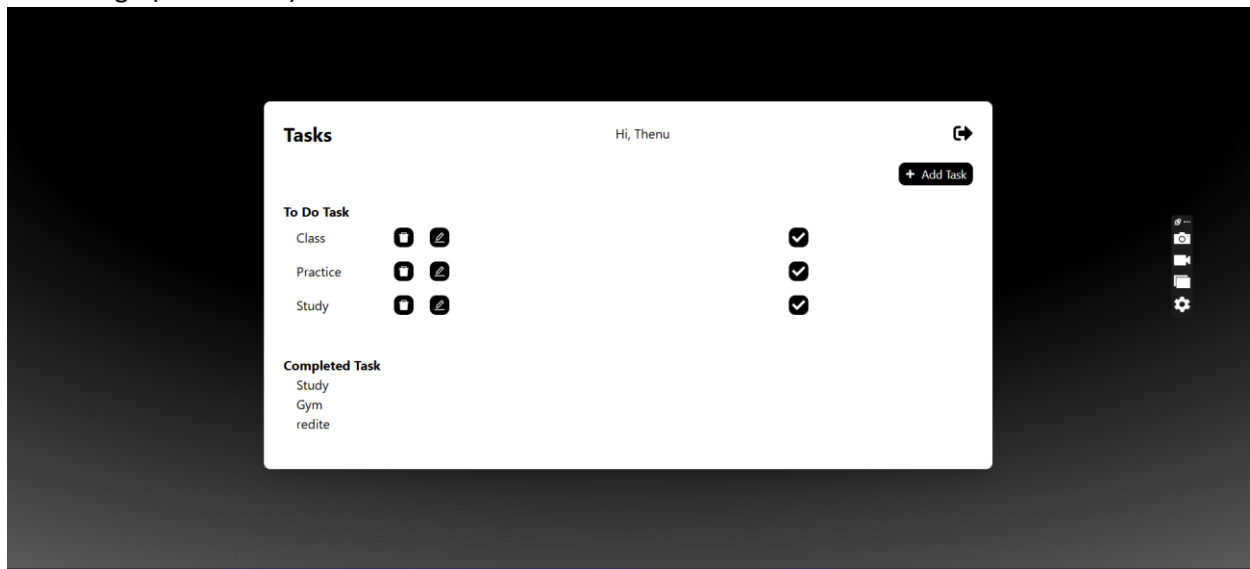 Tasks
Hi, Thenu
+ Add Task
To Do Task
Class
Practice
Study
Completed Task
Study
Gym
redite